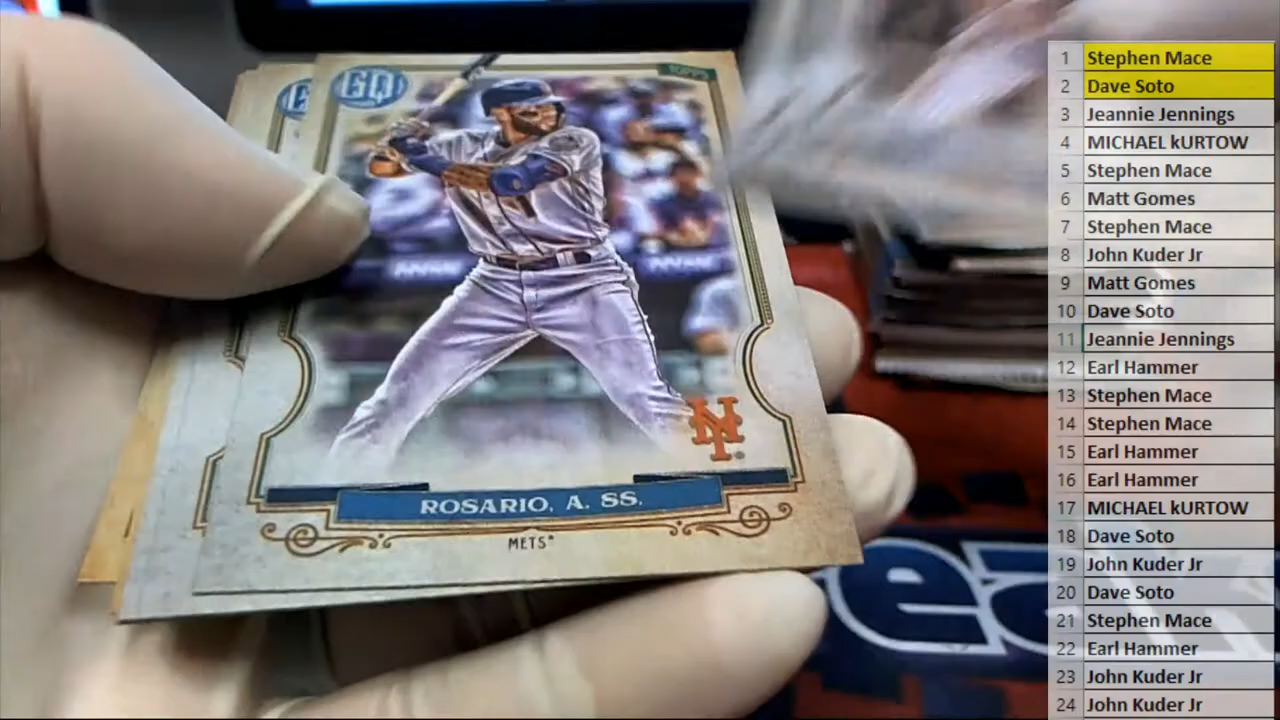 GQ
TOPPS
NY
ROSARIO, A. SS.
METS
1 Stephen Mace
2 Dave Soto
3 Jeannie Jennings
4 MICHAEL kURTOW
5 Stephen Mace
6 Matt Gomes
7 Stephen Mace
8 John Kuder Jr
9 Matt Gomes
10 Dave Soto
11 Jeannie Jennings
12 Earl Hammer
13 Stephen Mace
14 Stephen Mace
15 Earl Hammer
16 Earl Hammer
17 MICHAEL kURTOW
18 Dave Soto
19 John Kuder Jr
20 Dave Soto
21 Stephen Mace
22 Earl Hammer
23 John Kuder Jr
24 John Kuder Jr